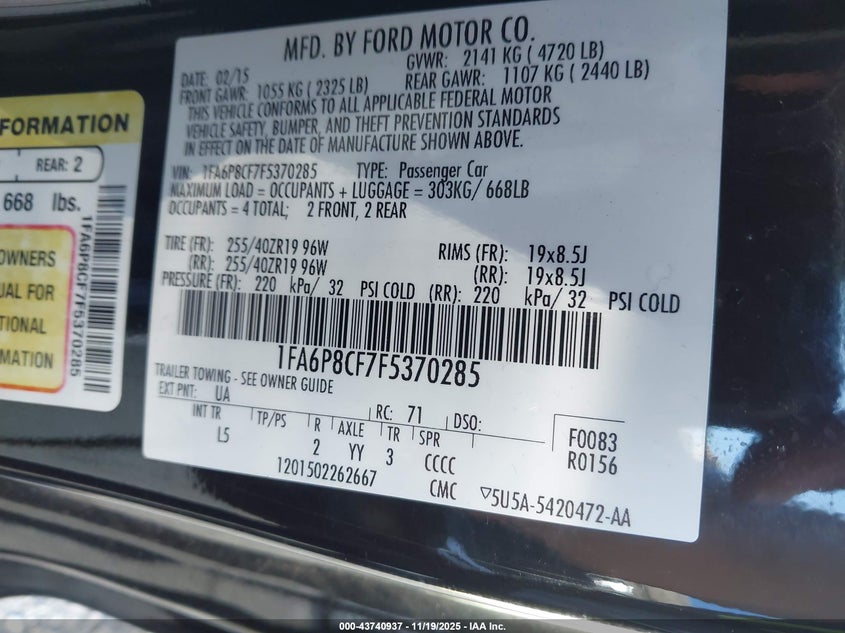 MFD. BY FORD MOTOR CO.
DATE: 02/15 GVWR: 2141 KG ( 4720 LB)
FRONT GAWR: 1055 KG ( 2325 LB) REAR GAWR: 1107 KG ( 2440 LB)
THIS VEHICLE CONFORMS TO ALL APPLICABLE FEDERAL MOTOR
VEHICLE SAFETY, BUMPER, AND THEFT PREVENTION STANDARDS
IN EFFECT ON THE DATE OF MANUFACTURE SHOWN ABOVE.
VIN: 1FA6P8CF7F5370285 TYPE: Passenger Car
MAXIMUM LOAD = OCCUPANTS + LUGGAGE = 303KG/ 668LB
OCCUPANTS = 4 TOTAL; 2 FRONT, 2 REAR
TIRE (FR): 255/40ZR19 96W RIMS (FR): 19x8.5J
(RR): 255/40ZR19 96W (RR): 19x8.5J
PRESSURE (FR): 220 kPa/ 32 PSI COLD (RR): 220 kPa/ 32 PSI COLD
1FA6P8CF7F5370285
TRAILER TOWING - SEE OWNER GUIDE
EXT PNT: UA RC: 71 DSO:
INT TR TP/PS R AXLE TR SPR
L5 2 YY 3 CCCC
1201502262667 CMC
F0083
R0156
▽5U5A-5420472-AA
FORMATION
REAR: 2
668 lbs.
OWNERS
UAL FOR
TIONAL
MATION
1FA6P8CF7F5370285
000-43740937 - 11/19/2025 - IAA Inc.